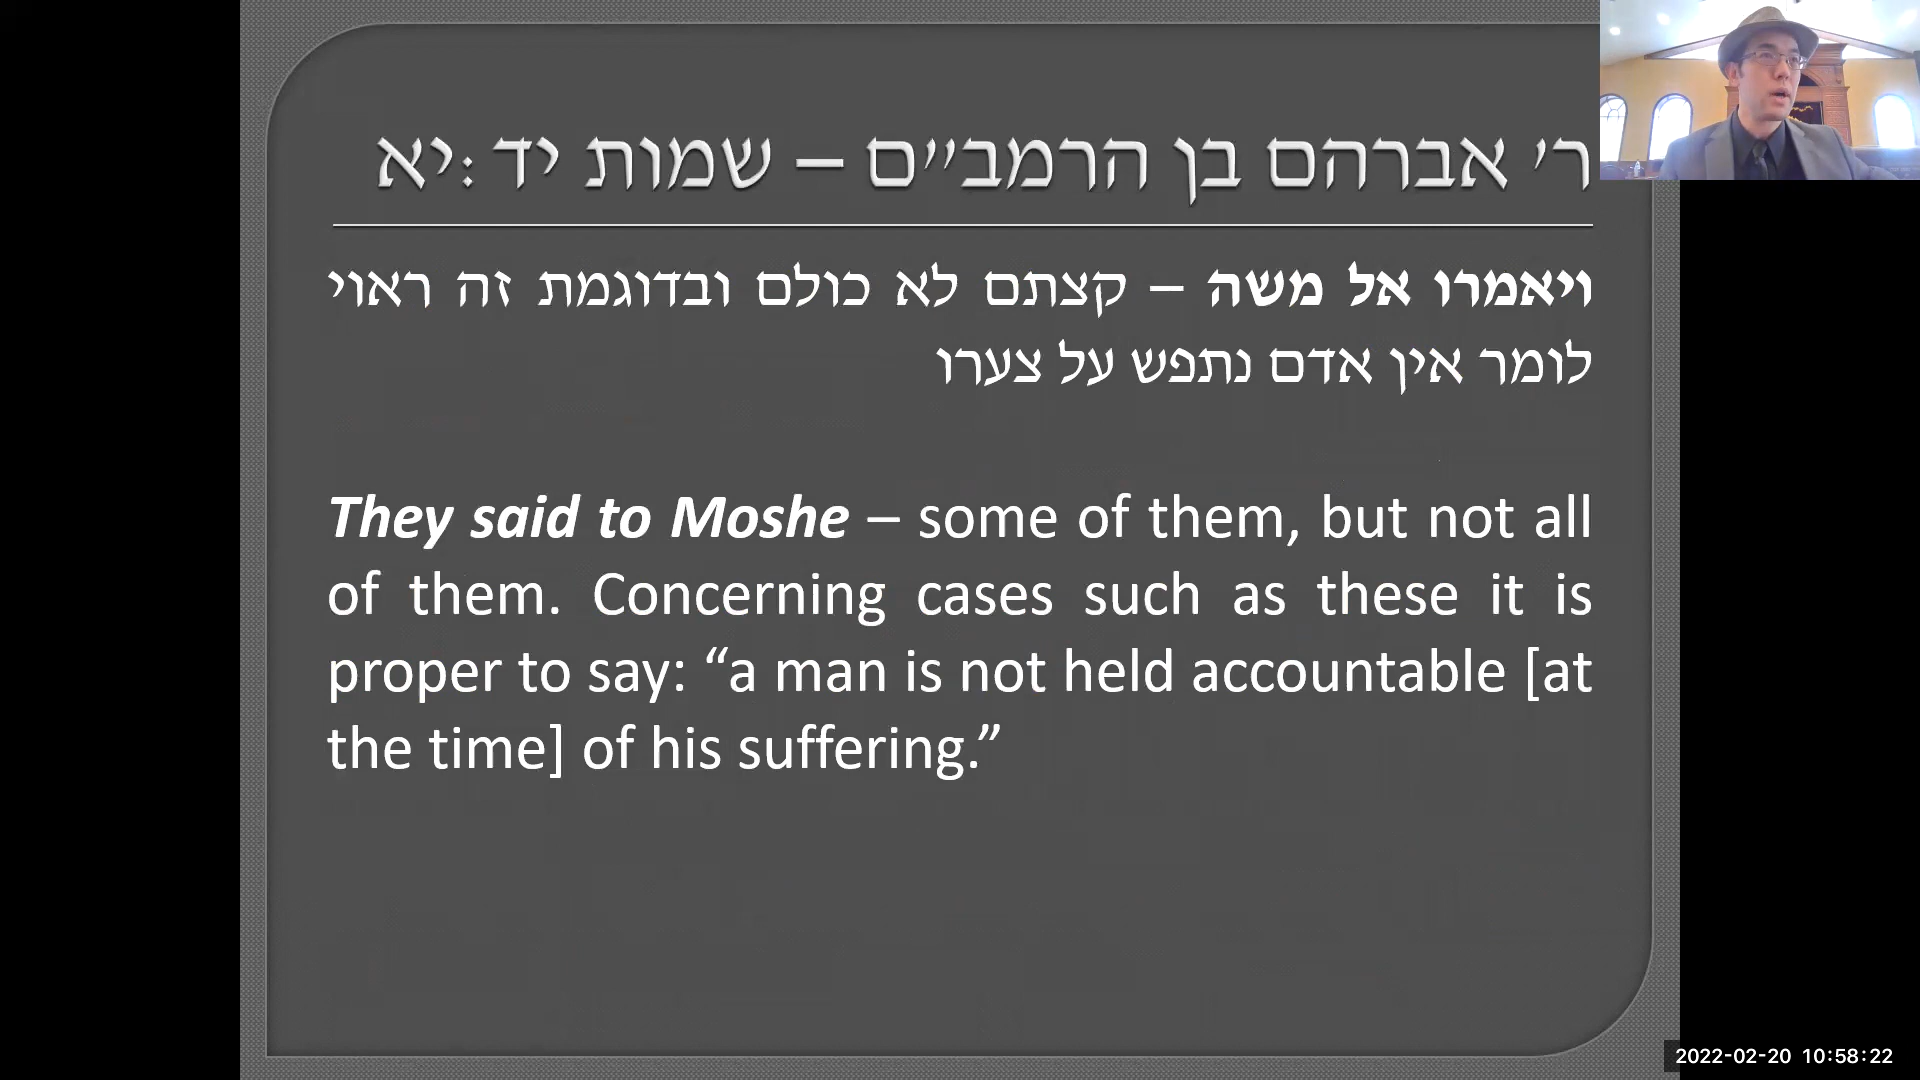 ר׳ אברהם בן הרמב״ם – שמות יד:יא
ויאמרו אל משה – קצתם לא כולם ובדוגמת זה ראוי
לומר אין אדם נתפש על צערו
They said to Moshe – some of them, but not all
of them. Concerning cases such as these it is
proper to say: “a man is not held accountable [at
the time] of his suffering.”
2022-02-20 10:58:22